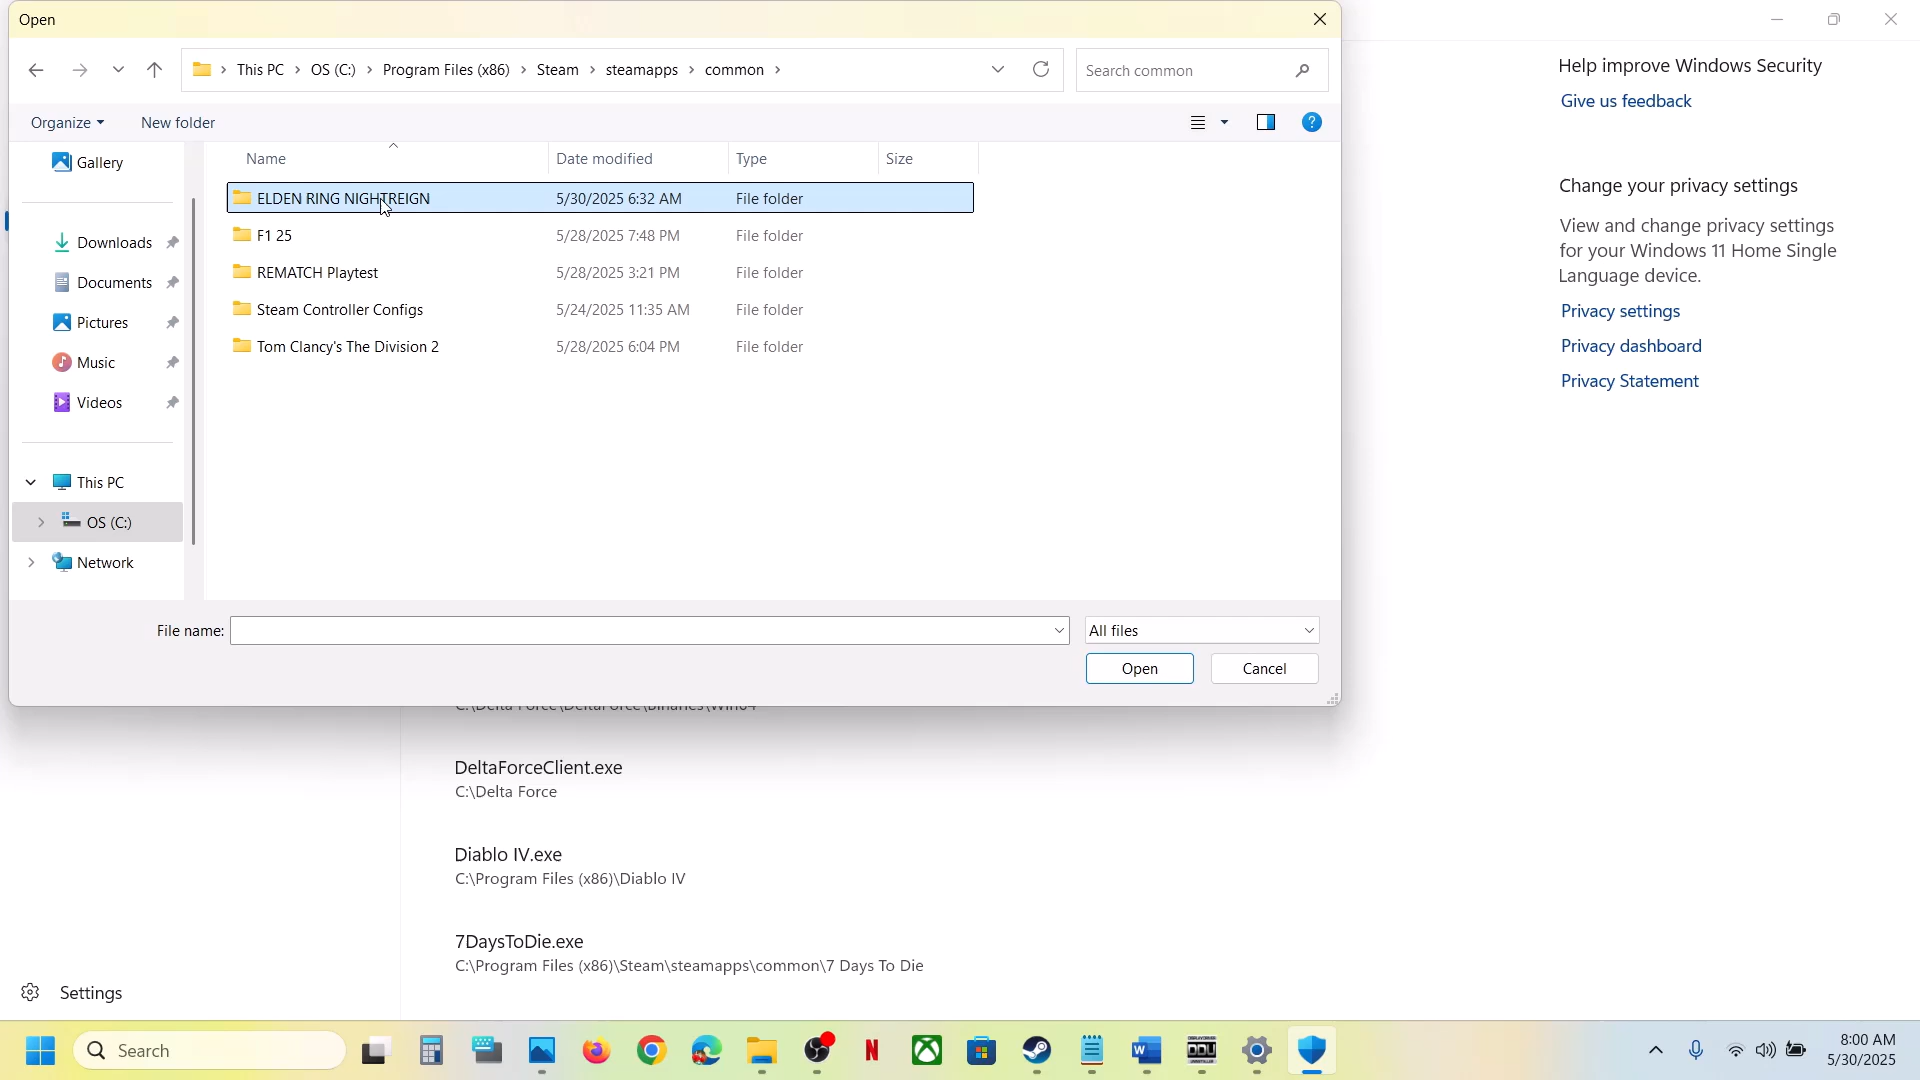 Open
This PC > OS (C:) > Program Files (x86) > Steam > steamapps > common >
Search common
Organize
New folder
Gallery
Downloads
Documents
Pictures
Music
Videos
This PC
OS (C:)
Network
Name Date modified Type Size
ELDEN RING NIGHTREIGN 5/30/2025 6:32 AM File folder
F1 25 5/28/2025 7:48 PM File folder
REMATCH Playtest 5/28/2025 3:21 PM File folder
Steam Controller Configs 5/24/2025 11:35 AM File folder
Tom Clancy's The Division 2 5/28/2025 6:04 PM File folder
File name:
All files
Open
Cancel
Help improve Windows Security
Give us feedback
Change your privacy settings
View and change privacy settings
for your Windows 11 Home Single
Language device.
Privacy settings
Privacy dashboard
Privacy Statement
C:\Delta Force\DeltaForce\Binaries\Win64
DeltaForceClient.exe
C:\Delta Force
Diablo IV.exe
C:\Program Files (x86)\Diablo IV
7DaysToDie.exe
C:\Program Files (x86)\Steam\steamapps\common\7 Days To Die
Settings
Search
DDU
8:00 AM
5/30/2025